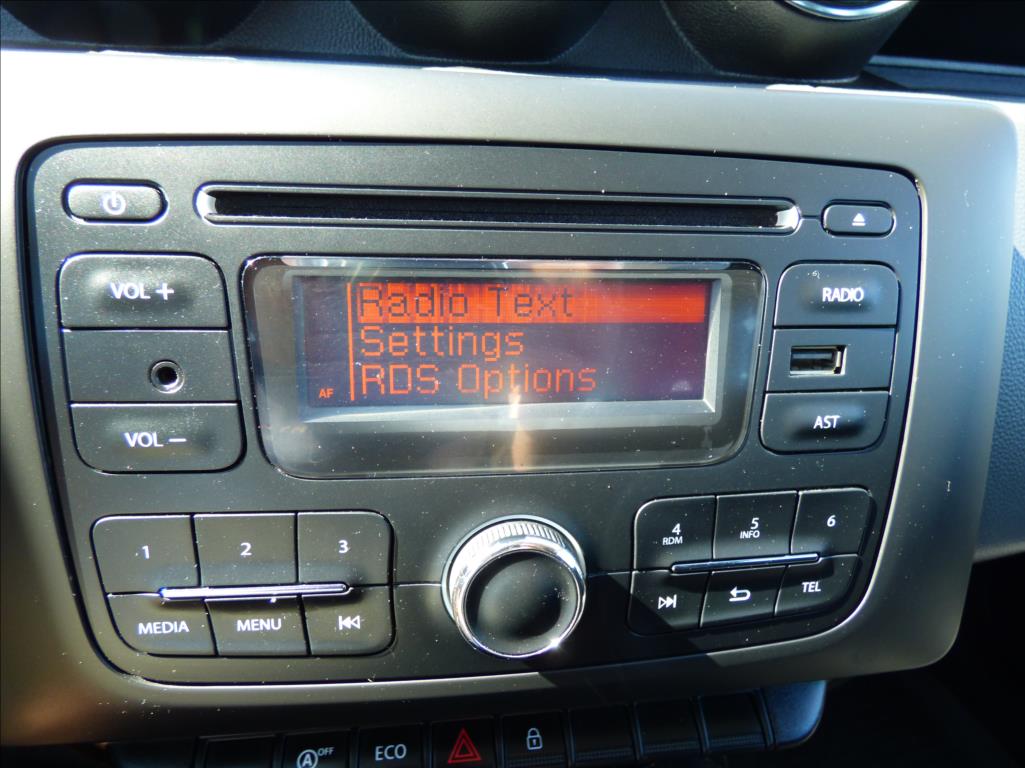 VOL +
RADIO
Radio Text
Settings
AF
RDS Options
VOL –
AST
1
2
3
4
RDM
5
INFO
6
MEDIA
MENU
TEL
A OFF
ECO